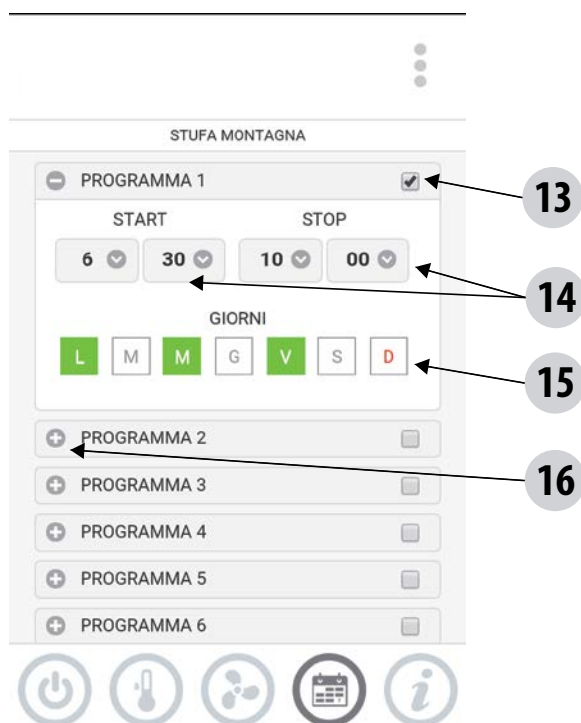 STUFA MONTAGNA
PROGRAMMA 1
13
START STOP
6 30 10 00
14
GIORNI
L M M G V S D
15
PROGRAMMA 2
16
PROGRAMMA 3
PROGRAMMA 4
PROGRAMMA 5
PROGRAMMA 6
i